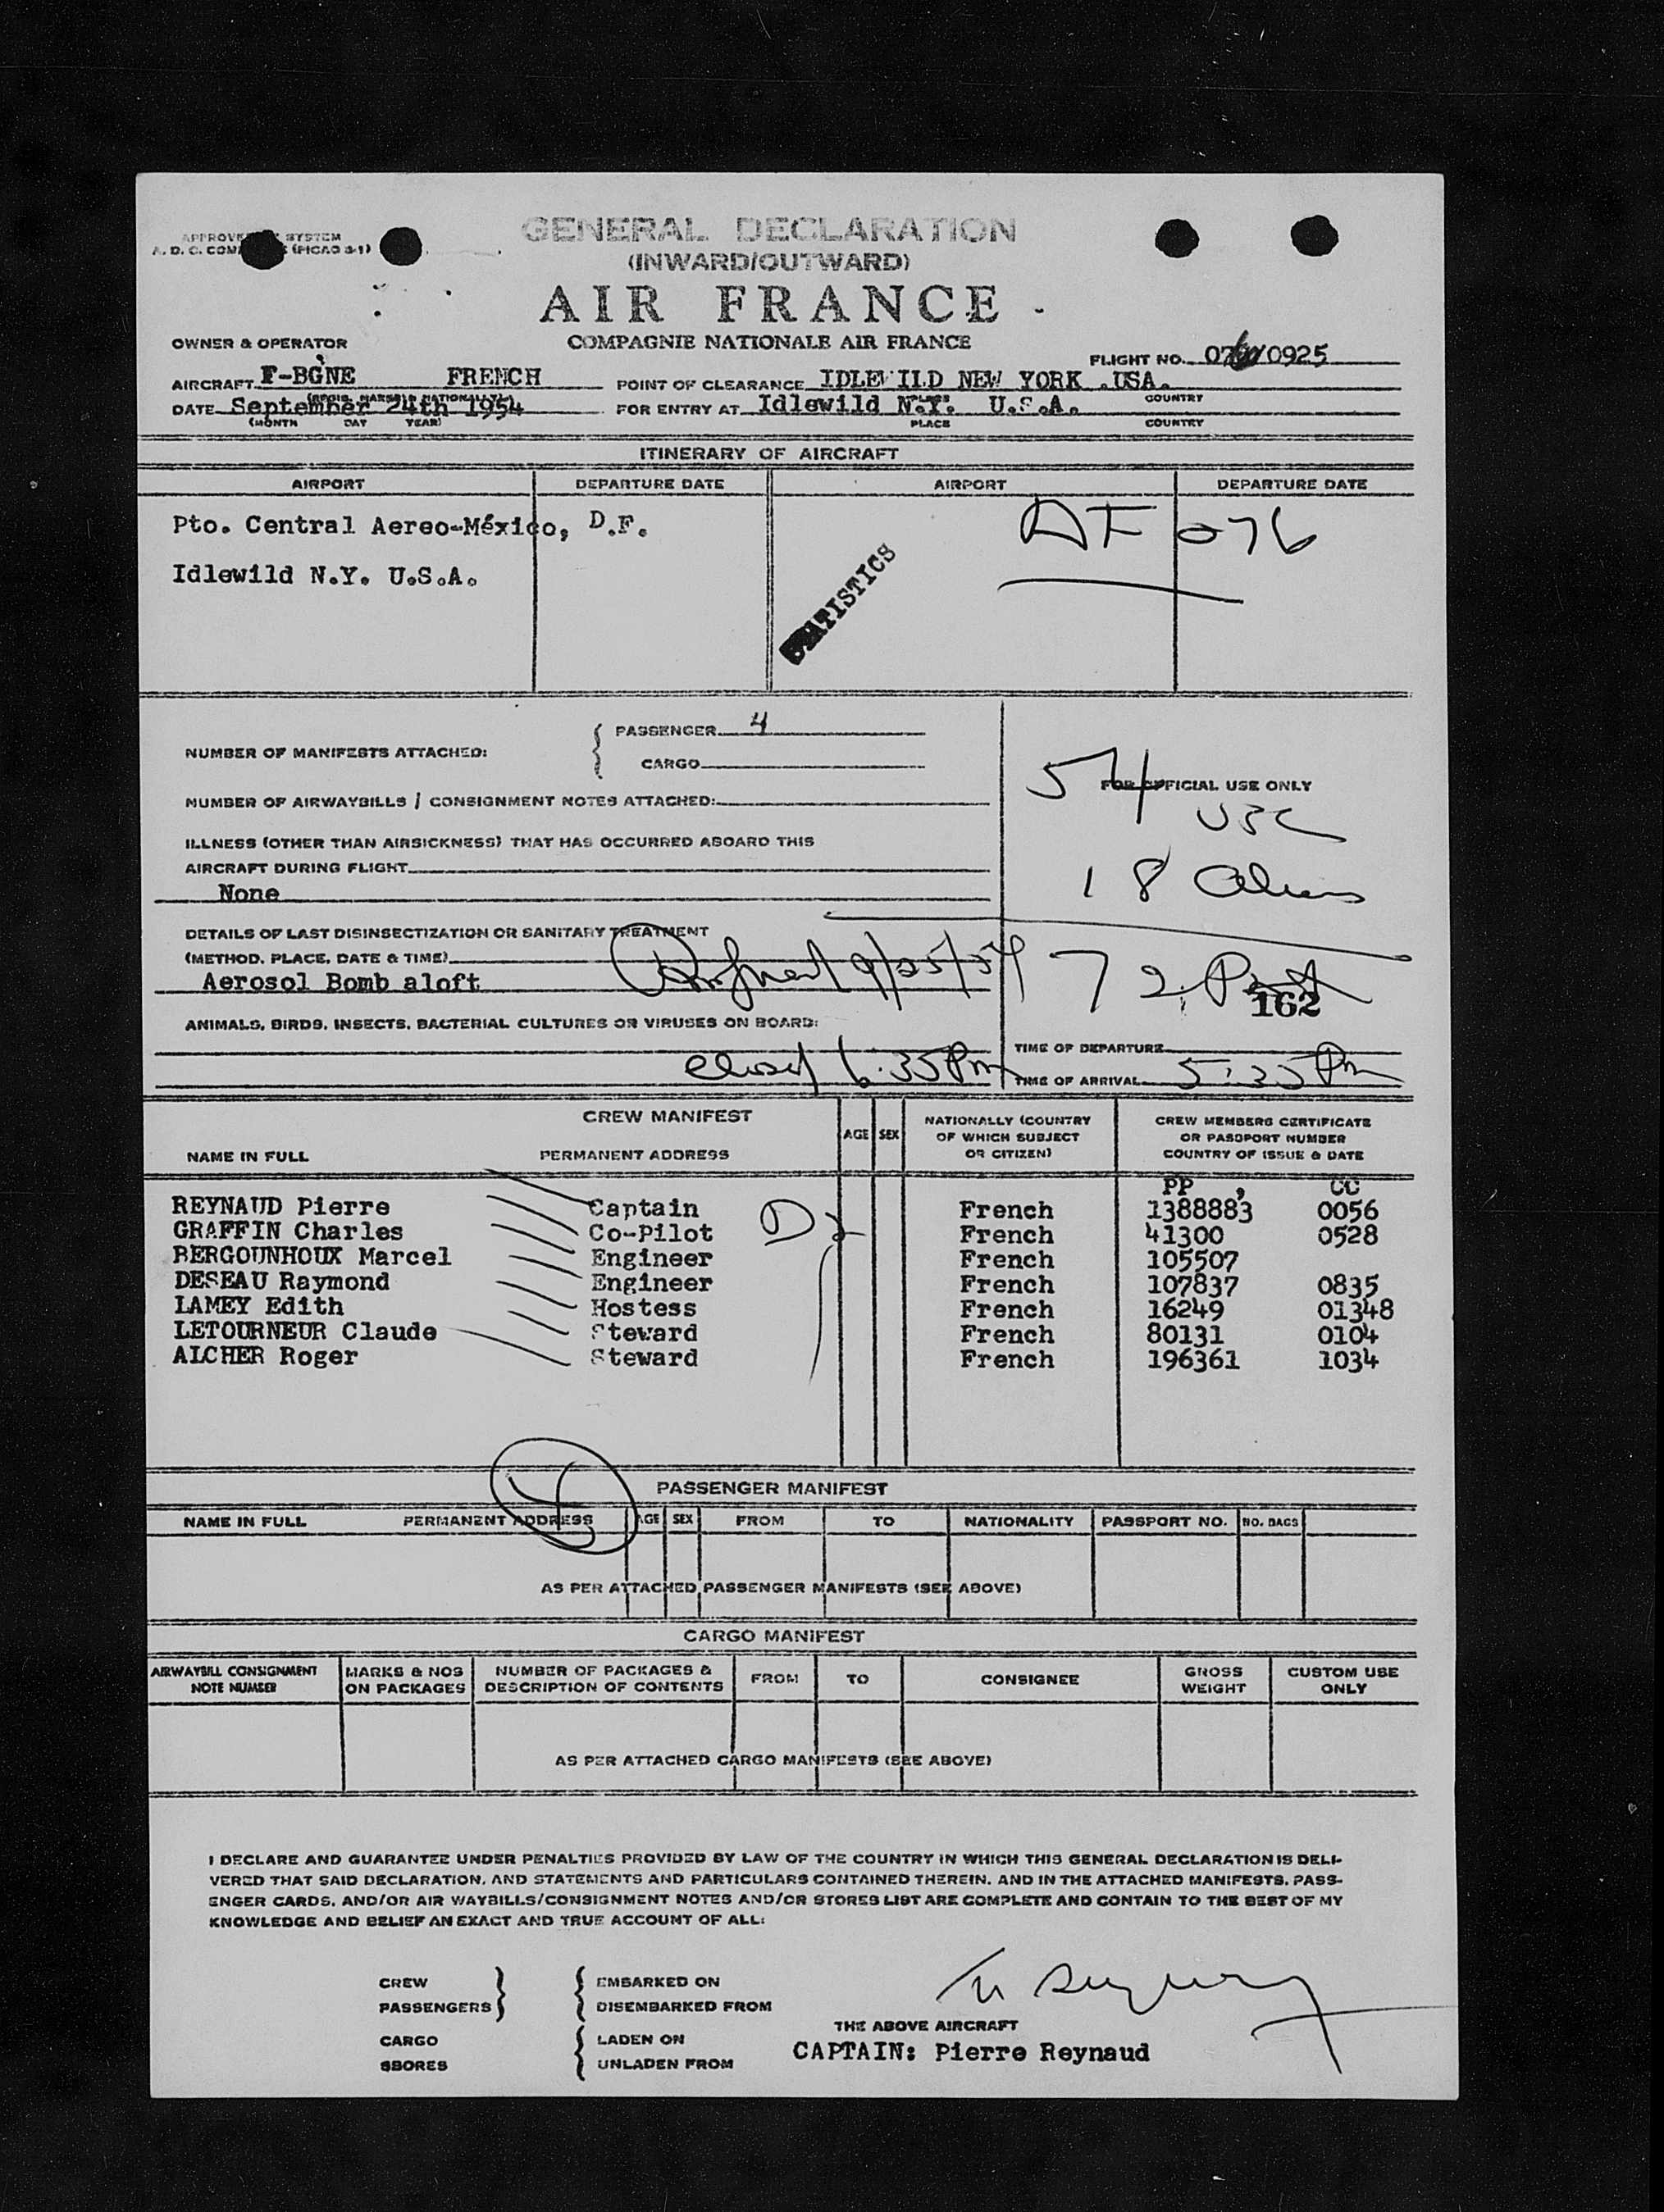 GENERAL DECLARATION
SYSTEM
A. D. C. (PICAO 3-1)
(INWARD/OUTWARD)
AIR FRANCE
COMPAGNIE NATIONALE AIR FRANCE
OWNER & OPERATOR
FLIGHT NO. 0925
AIRCRAFT F-BGNE FRENCH POINT OF CLEARANCE IDLEWILD NEW YORK .USA.
DATE September 24th 1954 FOR ENTRY AT Idlewild N.Y. U.S.A. COUNTRY
(MONTH DAY YEAR) PLACE COUNTRY
ITINERARY OF AIRCRAFT
AIRPORT DEPARTURE DATE AIRPORT DEPARTURE DATE
Pto. Central Aereo-México, D.F. AF 076
Idlewild N.Y. U.S.A.
STATISTICS
PASSENGER 4
NUMBER OF MANIFESTS ATTACHED:
CARGO
54 FOR OFFICIAL USE ONLY
NUMBER OF AIRWAYBILLS / CONSIGNMENT NOTES ATTACHED:
USC
ILLNESS (OTHER THAN AIRSICKNESS) THAT HAS OCCURRED ABOARD THIS
AIRCRAFT DURING FLIGHT
18 Aliens
None
DETAILS OF LAST DISINSECTIZATION OR SANITARY TREATMENT
(METHOD, PLACE, DATE & TIME) 9/25/54 72
Aerosol Bomb aloft
162
ANIMALS, BIRDS, INSECTS, BACTERIAL CULTURES OR VIRUSES ON BOARD:
TIME OF DEPARTURE
closed 6:35 Pm TIME OF ARRIVAL 5:35 Pm
CREW MANIFEST AGE SEX NATIONALLY (COUNTRY OF WHICH SUBJECT OR CITIZEN) CREW MEMBERS CERTIFICATE OR PASSPORT NUMBER COUNTRY OF ISSUE & DATE
NAME IN FULL PERMANENT ADDRESS
PP , CC
REYNAUD Pierre Captain French 1388883 0056
GRAFFIN Charles Co-Pilot D2 French 41300 0528
BERGOUNHOUX Marcel Engineer French 105507
DESEAU Raymond Engineer French 107837 0835
LAMEY Edith Hostess French 16249 01348
LETOURNEUR Claude Steward French 80131 0104
ALCHER Roger Steward French 196361 1034
PASSENGER MANIFEST
NAME IN FULL PERMANENT ADDRESS AGE SEX FROM TO NATIONALITY PASSPORT NO. NO. BAGS
AS PER ATTACHED PASSENGER MANIFESTS (SEE ABOVE)
CARGO MANIFEST
AIRWAYBILL CONSIGNMENT NOTE NUMBER MARKS & NOS ON PACKAGES NUMBER OF PACKAGES & DESCRIPTION OF CONTENTS FROM TO CONSIGNEE GROSS WEIGHT CUSTOM USE ONLY
AS PER ATTACHED CARGO MANIFESTS (SEE ABOVE)
I DECLARE AND GUARANTEE UNDER PENALTIES PROVIDED BY LAW OF THE COUNTRY IN WHICH THIS GENERAL DECLARATION IS DELI-
VERED THAT SAID DECLARATION, AND STATEMENTS AND PARTICULARS CONTAINED THEREIN, AND IN THE ATTACHED MANIFESTS, PASS-
ENGER CARDS, AND/OR AIR WAYBILLS/CONSIGNMENT NOTES AND/OR STORES LIST ARE COMPLETE AND CONTAIN TO THE BEST OF MY
KNOWLEDGE AND BELIEF AN EXACT AND TRUE ACCOUNT OF ALL:
CREW EMBARKED ON
PASSENGERS DISEMBARKED FROM
THE ABOVE AIRCRAFT
CARGO LADEN ON
CAPTAIN: Pierre Reynaud
SBORES UNLADEN FROM